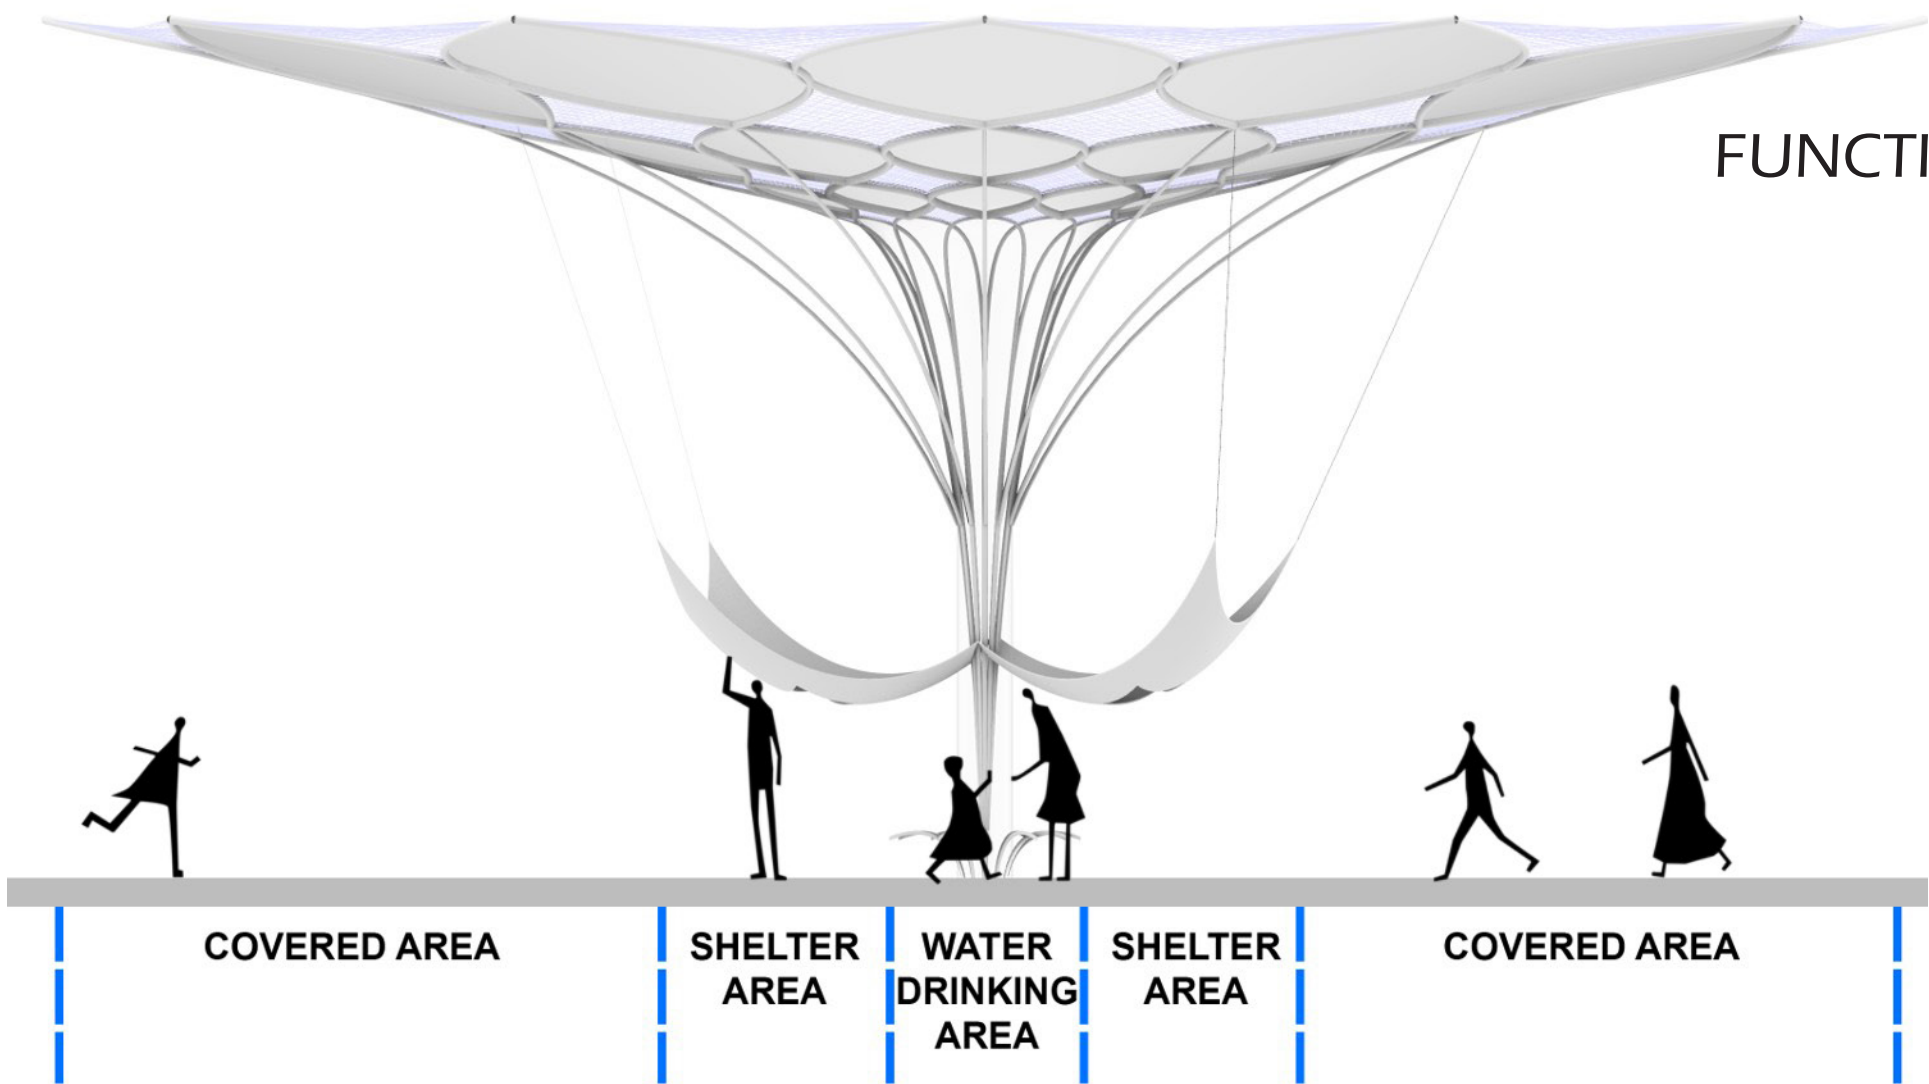 FUNCTI
COVERED AREA
SHELTER
AREA
WATER
DRINKING
AREA
SHELTER
AREA
COVERED AREA